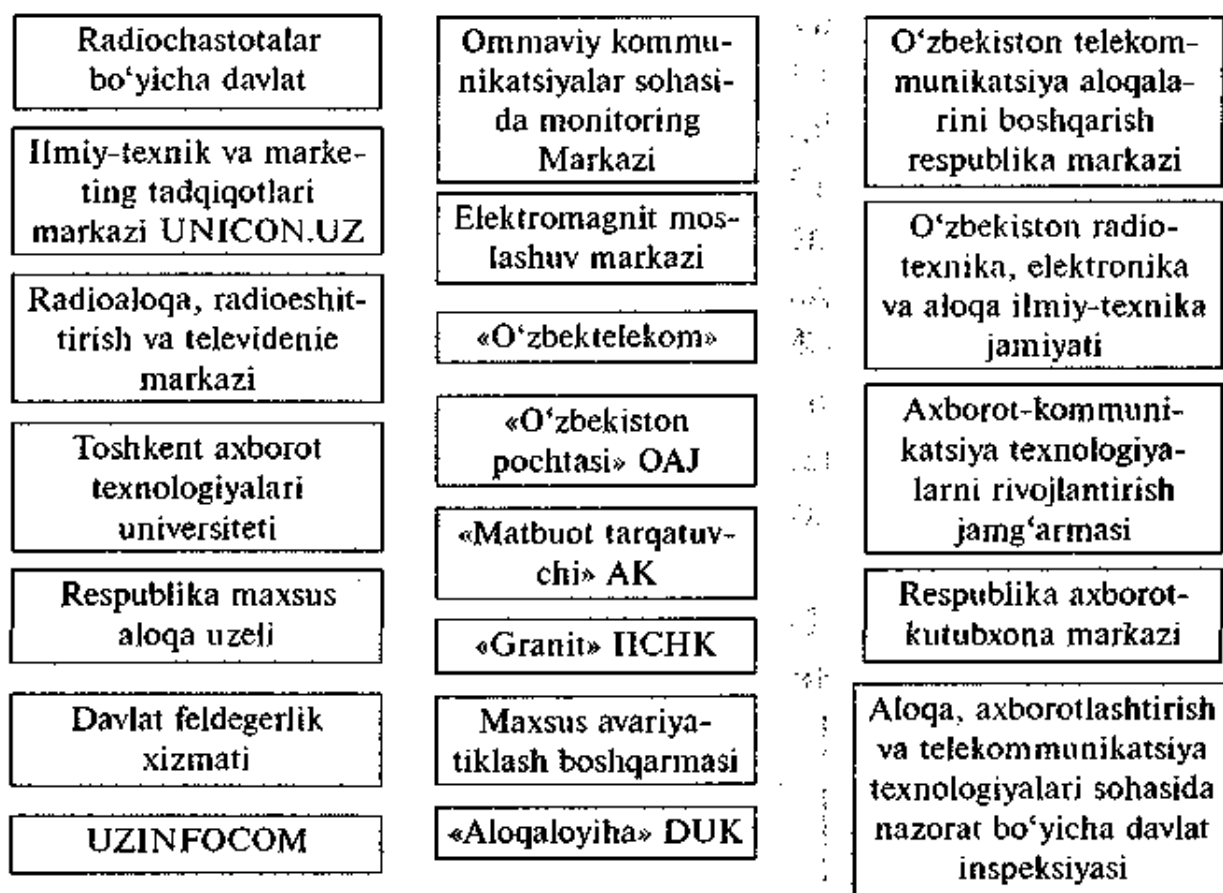 Radiochastotalar
bo‘yicha davlat
Ilmiy-texnik va marke-
ting tadqiqotlari
markazi UNICON.UZ
Radioaloqa, radioeshit-
tirish va televidenie
markazi
Toshkent axborot
texnologiyalari
universiteti
Respublika maxsus
aloqa uzeli
Davlat feldegerlik
xizmati
UZINFOCOM
Ommaviy kommu-
nikatsiyalar sohasi-
da monitoring
Markazi
Elektromagnit mos-
lashuv markazi
«O‘zbektelekom»
«O‘zbekiston
pochtasi» OAJ
«Matbuot tarqatuv-
chi» AK
«Granit» IICHK
Maxsus avariya-
tiklash boshqarmasi
«Aloqaloyiha» DUK
O‘zbekiston telekom-
munikatsiya aloqala-
rini boshqarish
respublika markazi
O‘zbekiston radio-
texnika, elektronika
va aloqa ilmiy-texnika
jamiyati
Axborot-kommuni-
katsiya texnologiya-
larni rivojlantirish
jamg‘armasi
Respublika axborot-
kutubxona markazi
Aloqa, axborotlashtirish
va telekommunikatsiya
texnologiyalari sohasida
nazorat bo‘yicha davlat
inspeksiyasi